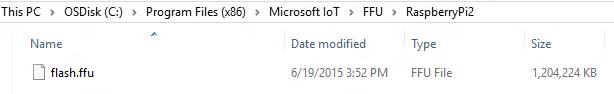 This PC › OSDisk (C:) › Program Files (x86) › Microsoft IoT › FFU › RaspberryPi2
Name Date modified Type Size
flash.ffu 6/19/2015 3:52 PM FFU File 1,204,224 KB